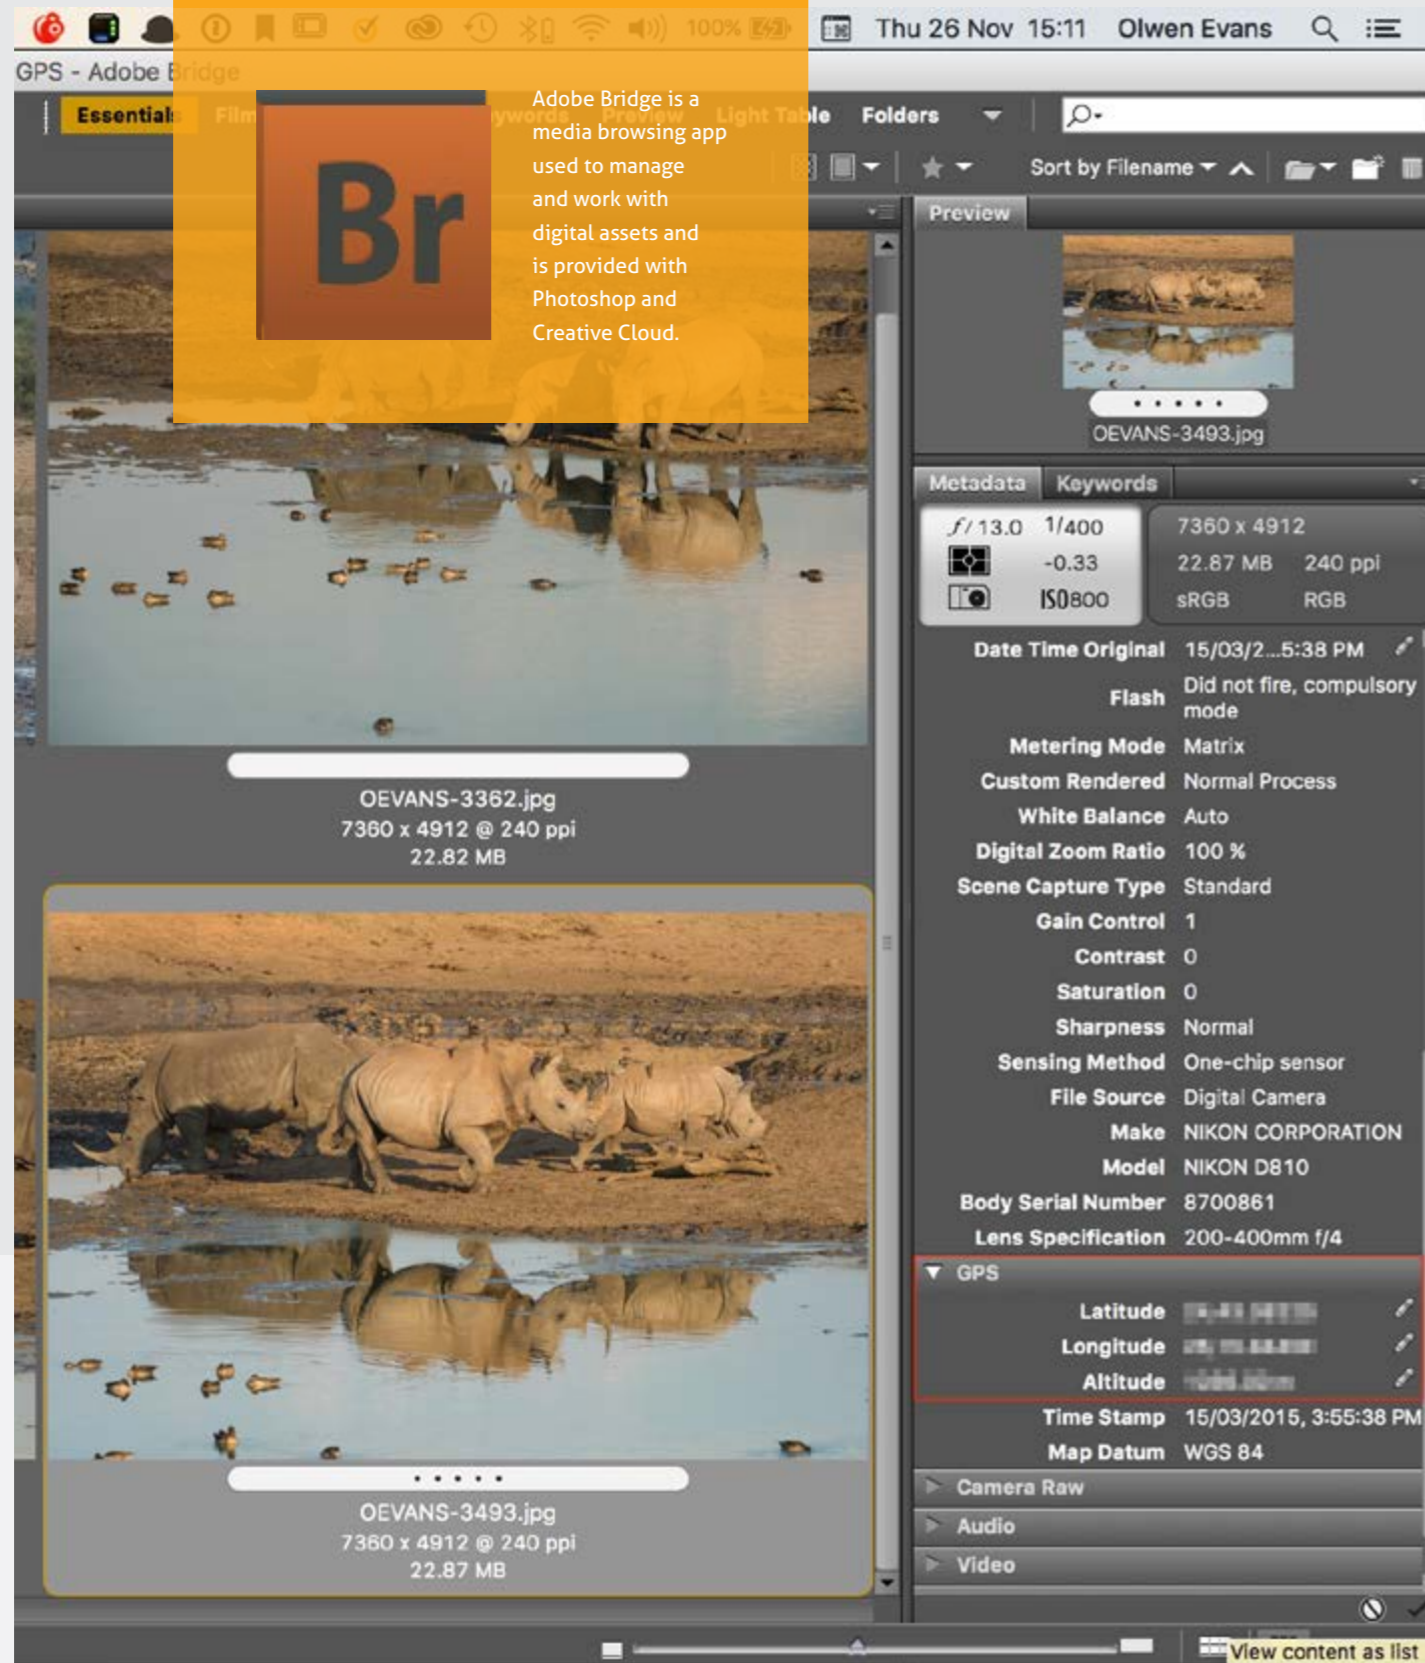 100%
Thu 26 Nov 15:11 Olwen Evans
GPS - Adobe Bridge
Essentials Film ywords Preview Light Table Folders
Adobe Bridge is a
media browsing app
used to manage
and work with
digital assets and
is provided with
Photoshop and
Creative Cloud.
Br
Sort by Filename
Preview
OEVANS-3493.jpg
Metadata Keywords
f/13.0 1/400
-0.33
ISO800
7360 x 4912
22.87 MB 240 ppi
sRGB RGB
Date Time Original 15/03/2...5:38 PM
Flash Did not fire, compulsory
mode
Metering Mode Matrix
Custom Rendered Normal Process
White Balance Auto
Digital Zoom Ratio 100 %
Scene Capture Type Standard
Gain Control 1
Contrast 0
Saturation 0
Sharpness Normal
Sensing Method One-chip sensor
File Source Digital Camera
Make NIKON CORPORATION
Model NIKON D810
Body Serial Number 8700861
Lens Specification 200-400mm f/4
GPS
Latitude
Longitude
Altitude
Time Stamp 15/03/2015, 3:55:38 PM
Map Datum WGS 84
Camera Raw
Audio
Video
OEVANS-3362.jpg
7360 x 4912 @ 240 ppi
22.82 MB
OEVANS-3493.jpg
7360 x 4912 @ 240 ppi
22.87 MB
View content as list